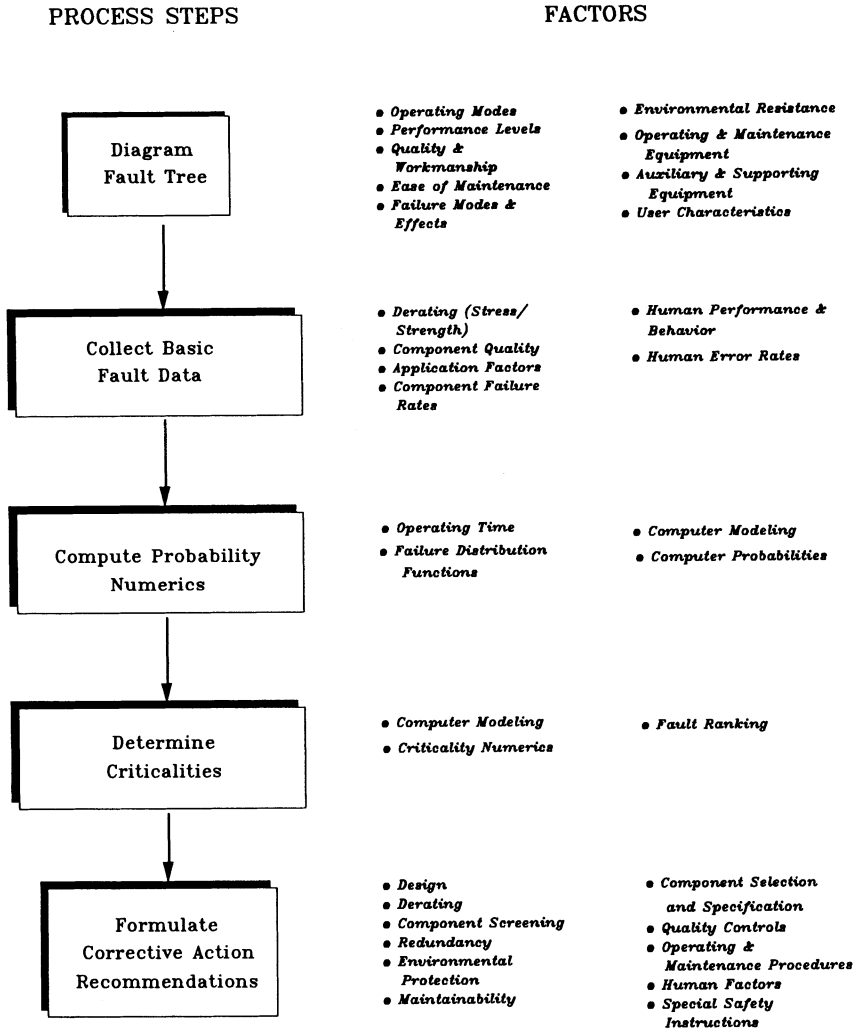 PROCESS STEPS
FACTORS
Diagram
Fault Tree
• Operating Modes
• Performance Levels
• Quality &
Workmanship
• Ease of Maintenance
• Failure Modes &
Effects
• Environmental Resistance
• Operating & Maintenance
Equipment
• Auxiliary & Supporting
Equipment
• User Characteristics
Collect Basic
Fault Data
• Derating (Stress/
Strength)
• Component Quality
• Application Factors
• Component Failure
Rates
• Human Performance &
Behavior
• Human Error Rates
Compute Probability
Numerics
• Operating Time
• Failure Distribution
Functions
• Computer Modeling
• Computer Probabilities
Determine
Criticalities
• Computer Modeling
• Criticality Numerics
• Fault Ranking
Formulate
Corrective Action
Recommendations
• Design
• Derating
• Component Screening
• Redundancy
• Environmental
Protection
• Maintainability
• Component Selection
and Specification
• Quality Controls
• Operating &
Maintenance Procedures
• Human Factors
• Special Safety
Instructions